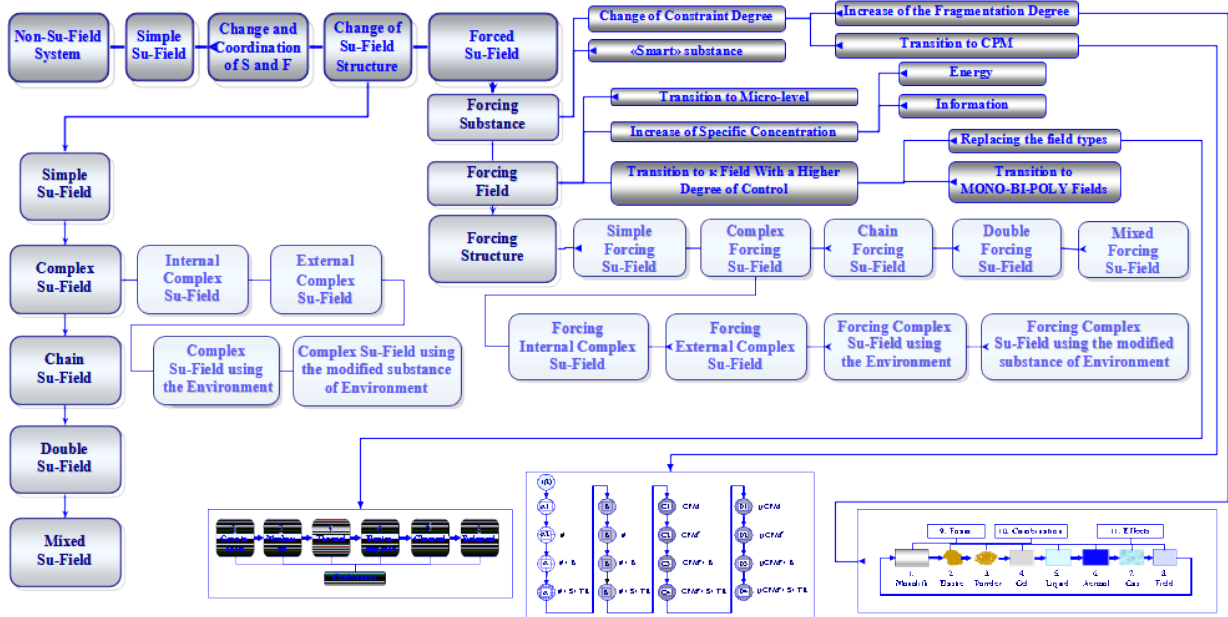 Non-Su-Field
System
Simple
Su-Field
Change and
Coordination
of S and F
Change of
Su-Field
Structure
Forced
Su-Field
Change of Constraint Degree
«Smart» substance
Increase of the Fragmentation Degree
Transition to CPM
Forcing
Substance
Transition to Micro-level
Increase of Specific Concentration
Energy
Information
Forcing
Field
Transition to к Field With a Higher
Degree of Control
Replacing the field types
Transition to
MONO-BI-POLY Fields
Forcing
Structure
Simple
Forcing
Su-Field
Complex
Forcing
Su-Field
Chain
Forcing
Su-Field
Double
Forcing
Su-Field
Mixed
Forcing
Su-Field
Forcing
Internal Complex
Su-Field
Forcing
External Complex
Su-Field
Forcing Complex
Su-Field using
the Environment
Forcing Complex
Su-Field using the modified
substance of Environment
Simple
Su-Field
Complex
Su-Field
Internal
Complex
Su-Field
External
Complex
Su-Field
Complex
Su-Field using
the Environment
Complex Su-Field using
the modified substance
of Environment
Chain
Su-Field
Double
Su-Field
Mixed
Su-Field
9. Foam
10. Combination
11. Effects
1.
Monolith
2.
Elastic
3.
Powder
4.
Gel
5.
Liquid
6.
Aerosol
7.
Gas
8.
Field